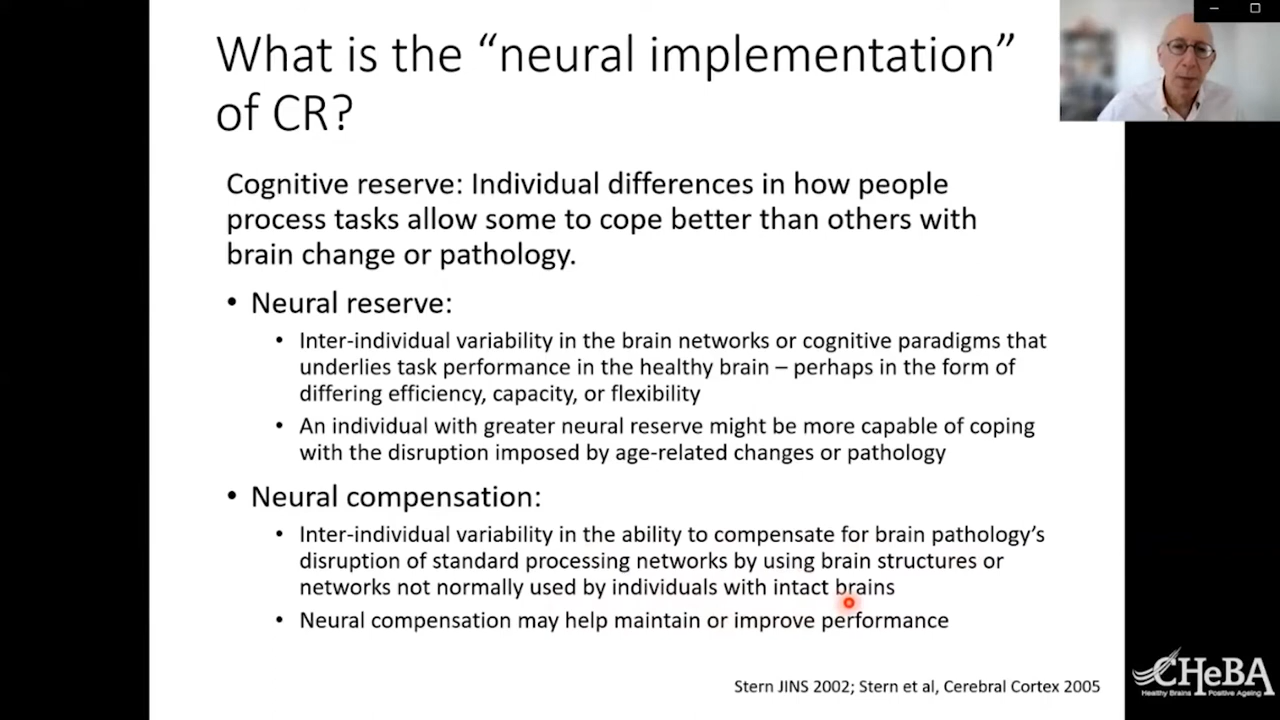 What is the “neural implementation”
of CR?
Cognitive reserve: Individual differences in how people
process tasks allow some to cope better than others with
brain change or pathology.
• Neural reserve:
• Inter-individual variability in the brain networks or cognitive paradigms that
underlies task performance in the healthy brain – perhaps in the form of
differing efficiency, capacity, or flexibility
• An individual with greater neural reserve might be more capable of coping
with the disruption imposed by age-related changes or pathology
• Neural compensation:
• Inter-individual variability in the ability to compensate for brain pathology’s
disruption of standard processing networks by using brain structures or
networks not normally used by individuals with intact brains
• Neural compensation may help maintain or improve performance
Stern JINS 2002; Stern et al, Cerebral Cortex 2005
CHeBA
Healthy Brains Positive Ageing